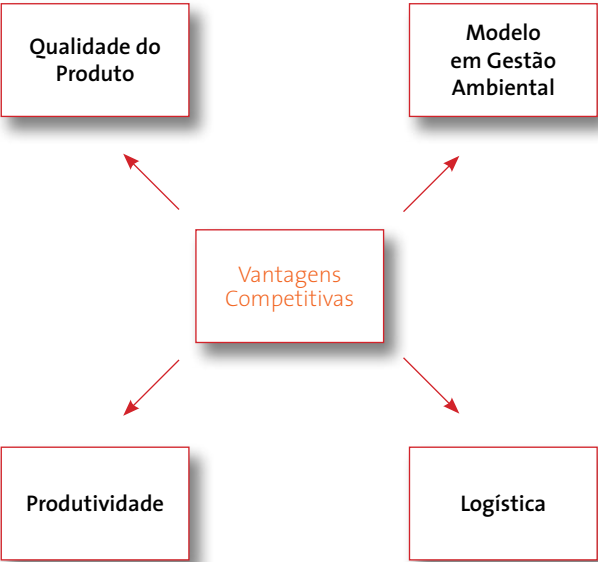 Qualidade do
Produto
Modelo
em Gestão
Ambiental
Vantagens
Competitivas
Produtividade
Logística